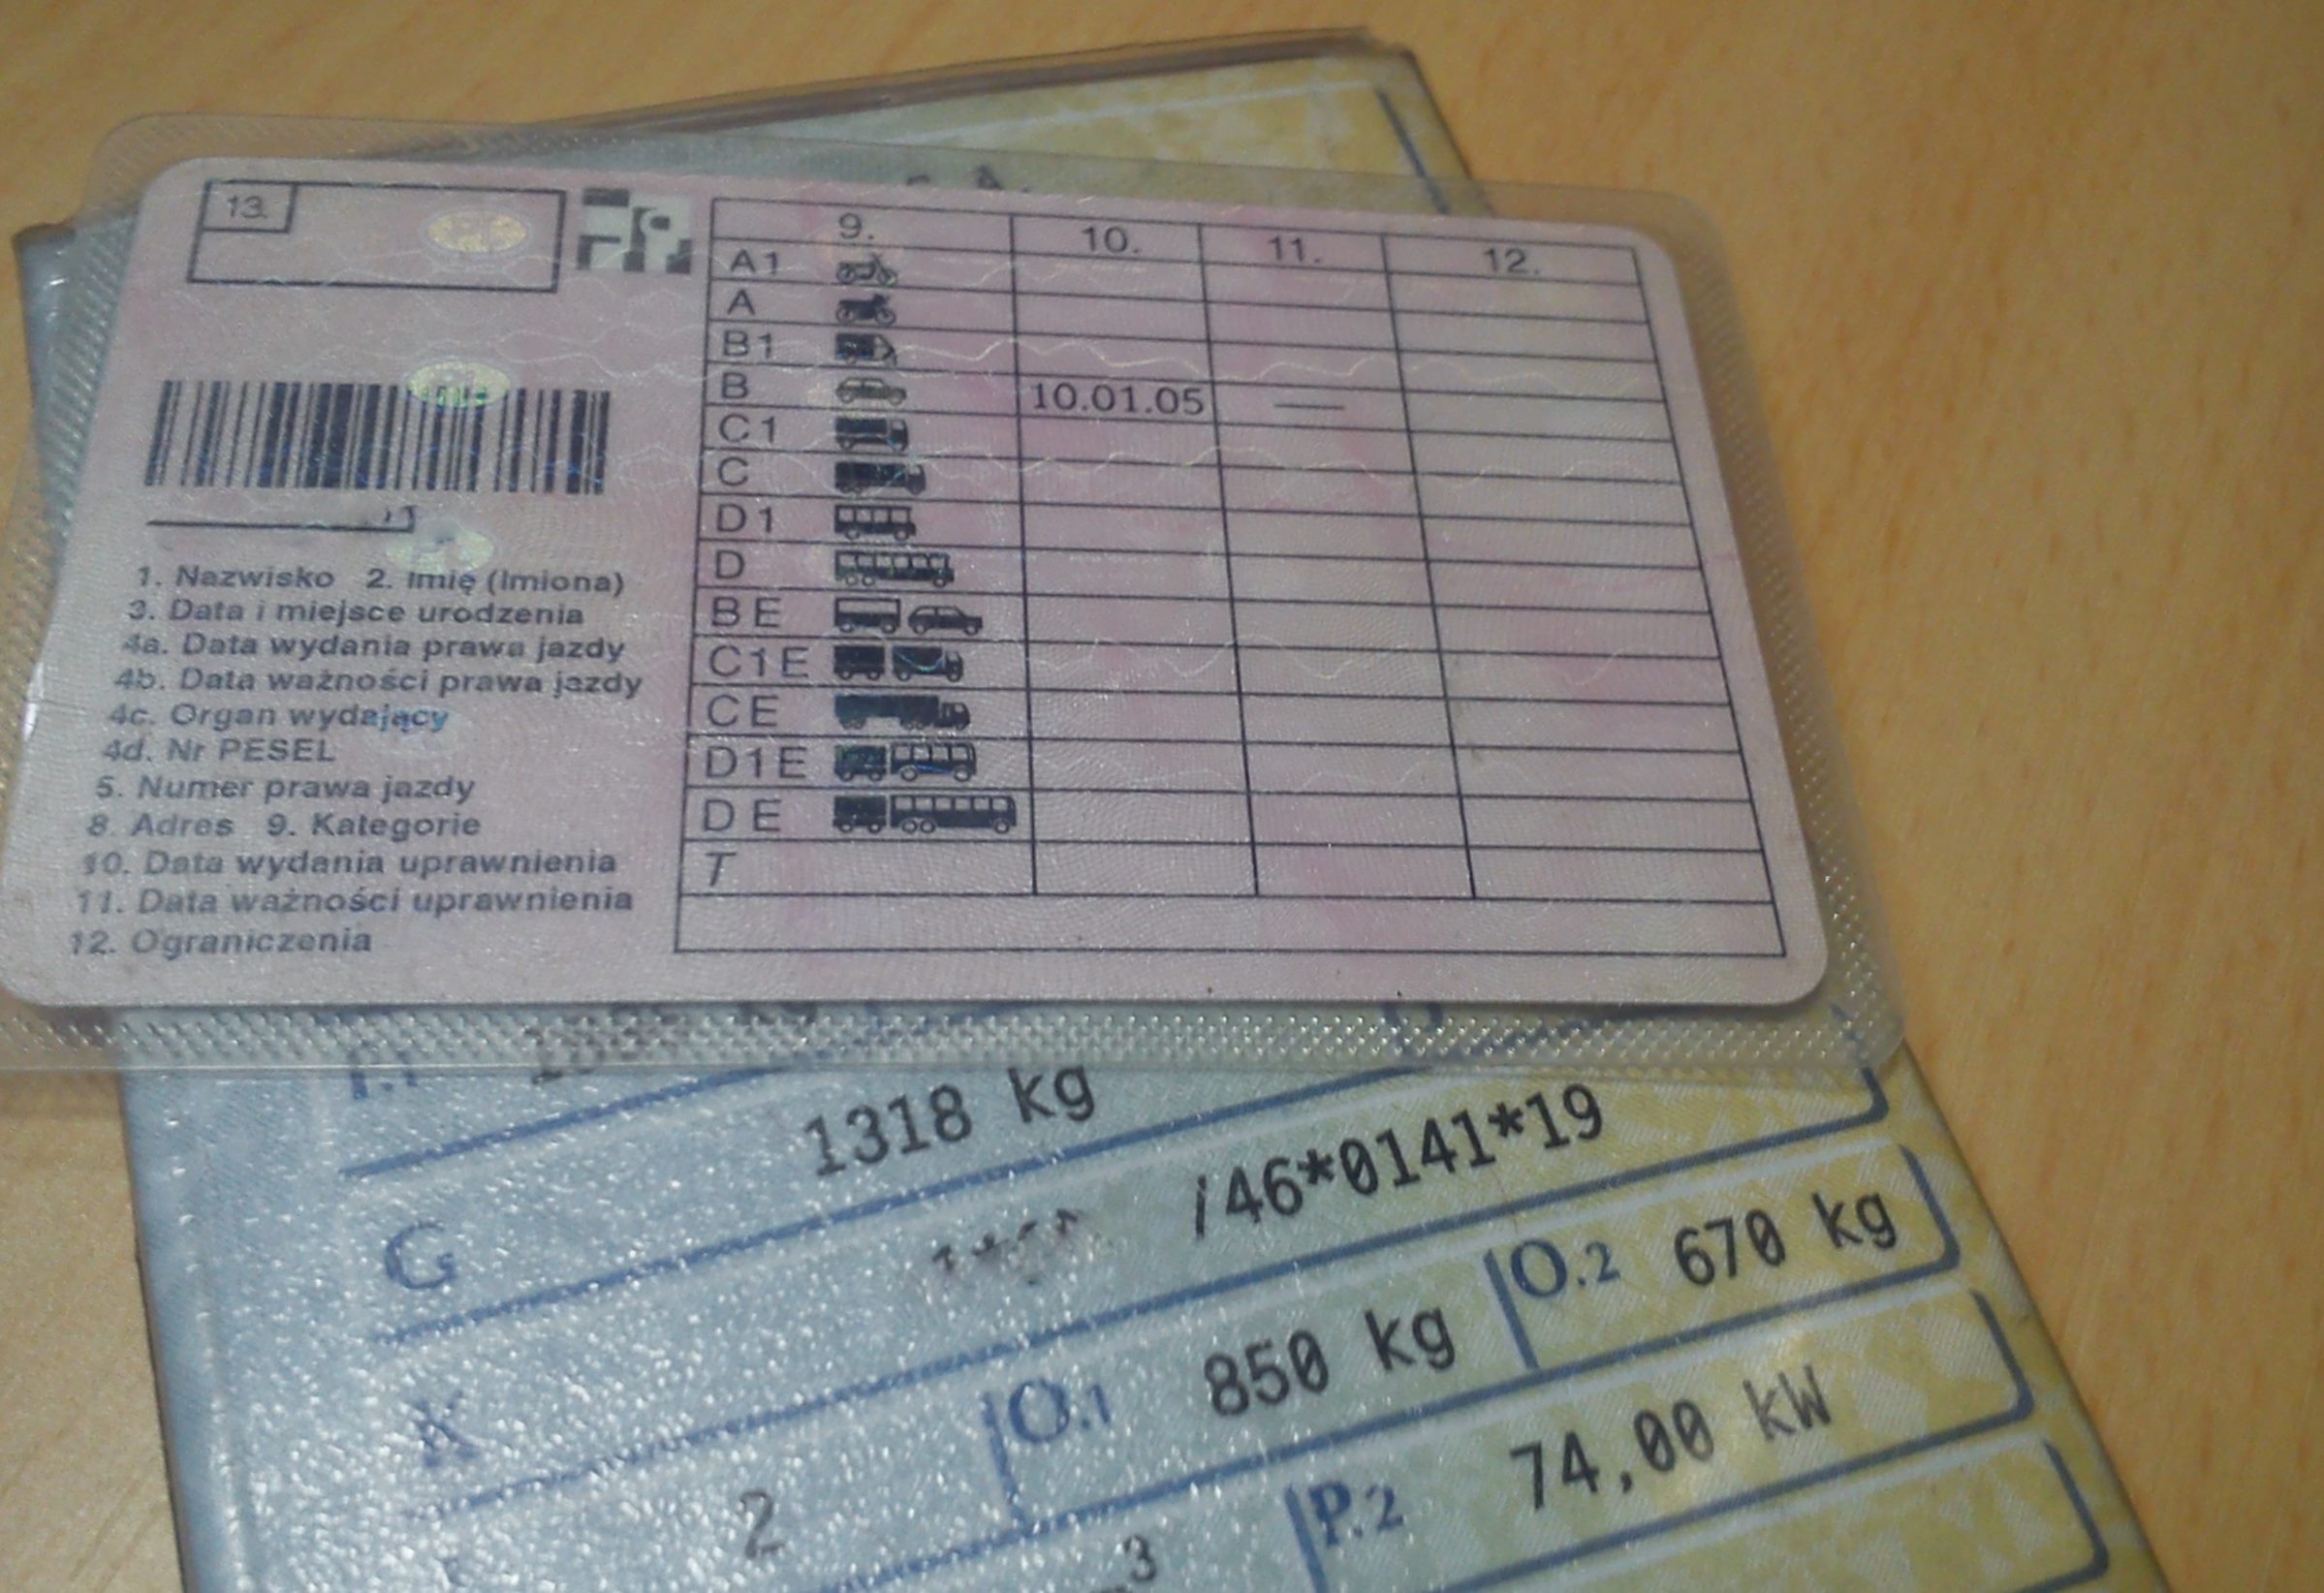 13.
1. Nazwisko 2. Imię (Imiona)
3. Data i miejsce urodzenia
4a. Data wydania prawa jazdy
4b. Data ważności prawa jazdy
4c. Organ wydający
4d. Nr PESEL
5. Numer prawa jazdy
8. Adres 9. Kategorie
10. Data wydania uprawnienia
11. Data ważności uprawnienia
12. Ograniczenia
9. 10. 11. 12.
A1
A
B1
B 10.01.05 —
C1
C
D1
D
BE
C1E
CE
D1E
DE
T
F.1 kg
G 1318 kg
K /46*0141*19
2 O.1 850 kg O.2 670 kg
3 P.2 74,00 kW